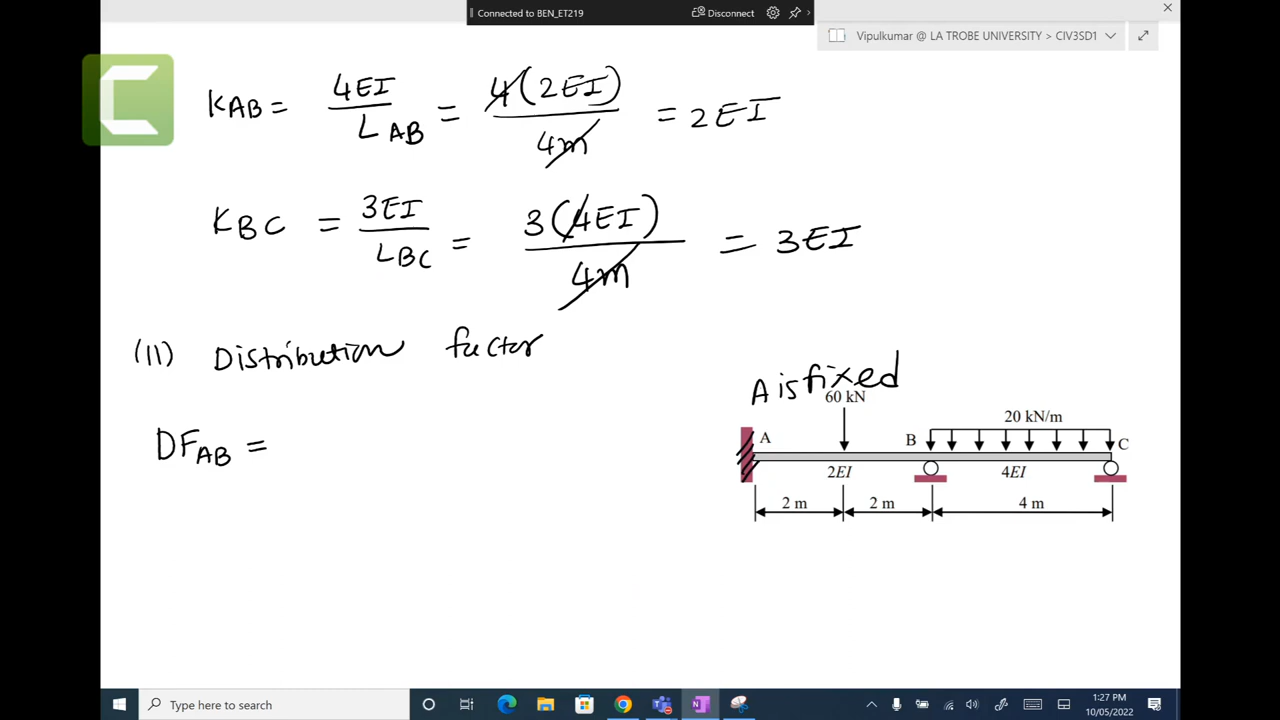 Connected to BEN_ET219
Disconnect
Vipulkumar @ LA TROBE UNIVERSITY > CIV3SD1
KAB = 4EI / LAB = 4(2EI) / 4m = 2EI
KBC = 3EI / LBC = 3(4EI) / 4m = 3EI
(II) Distribution factor
DFAB =
A is fixed
60 kN
20 kN/m
A
B
C
2EI
4EI
2 m
2 m
4 m
Type here to search
1:27 PM
10/05/2022